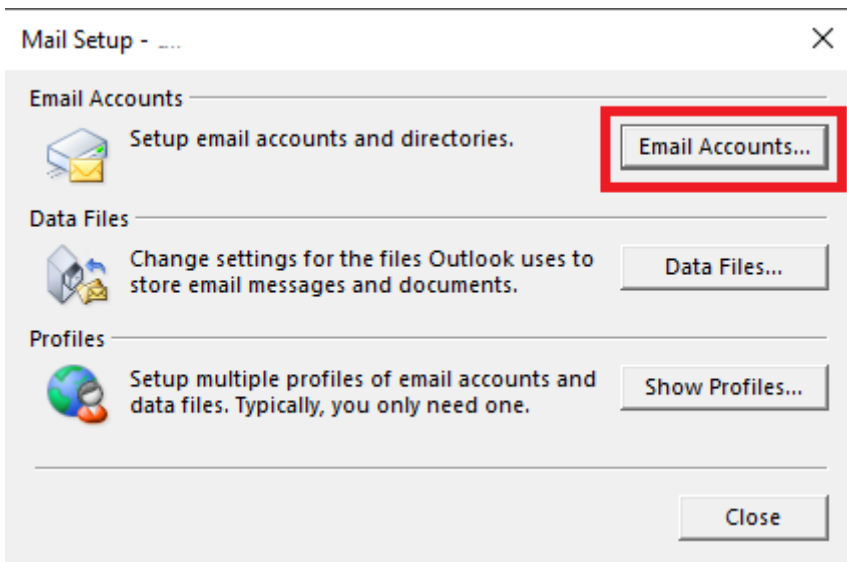 Mail Setup -
Email Accounts
Setup email accounts and directories.
Email Accounts...
Data Files
Change settings for the files Outlook uses to
store email messages and documents.
Data Files...
Profiles
Setup multiple profiles of email accounts and
data files. Typically, you only need one.
Show Profiles...
Close